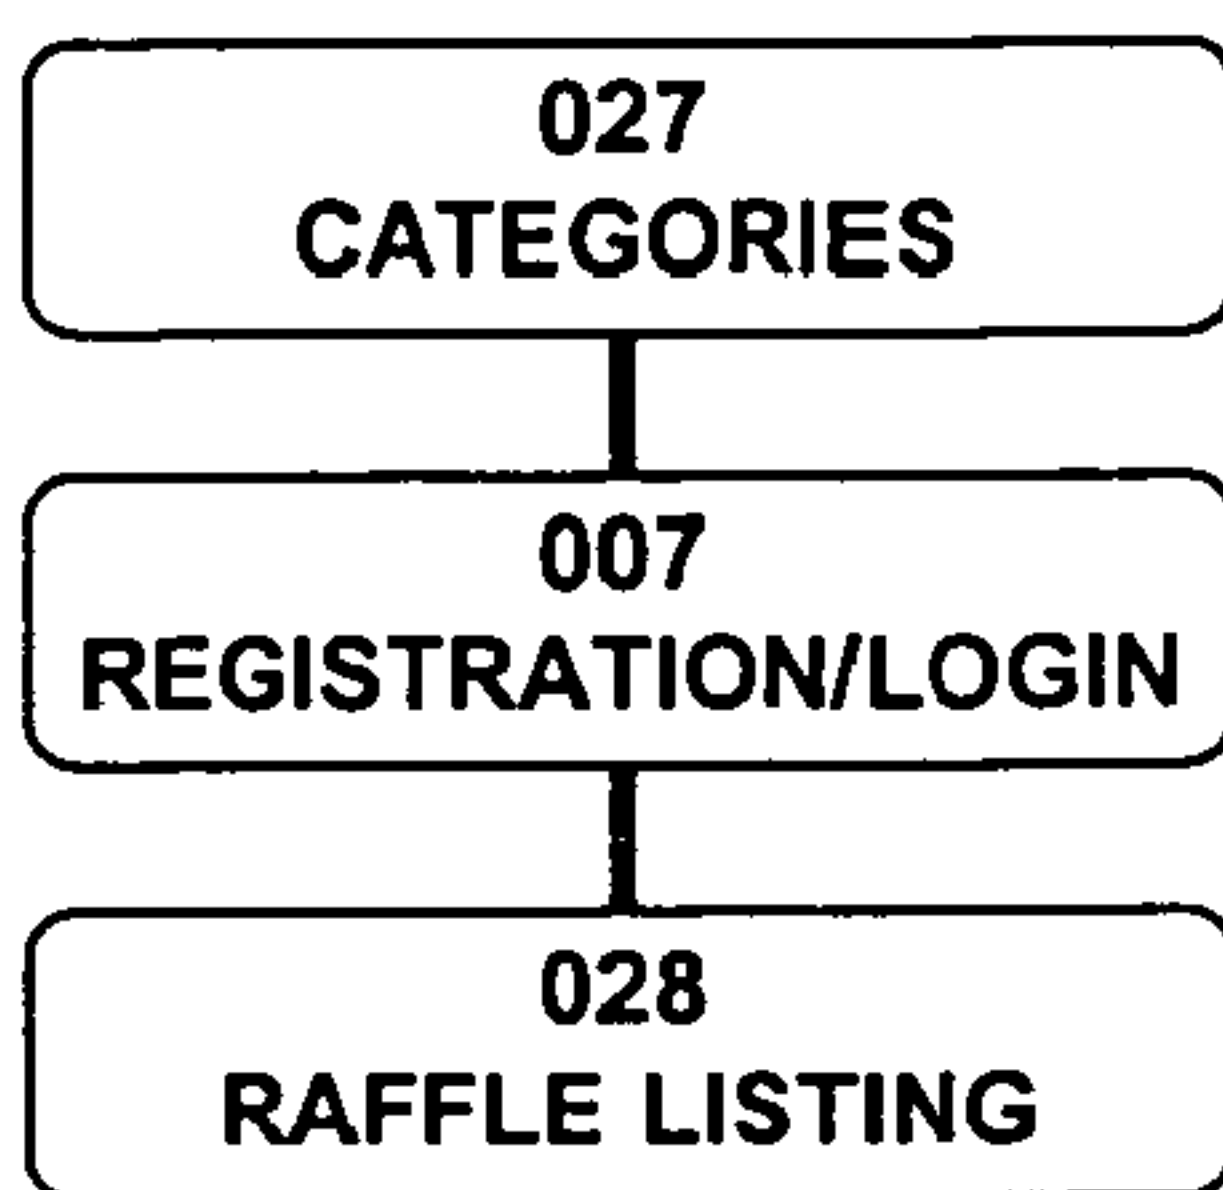 027
CATEGORIES
007
REGISTRATION/LOGIN
028
RAFFLE LISTING